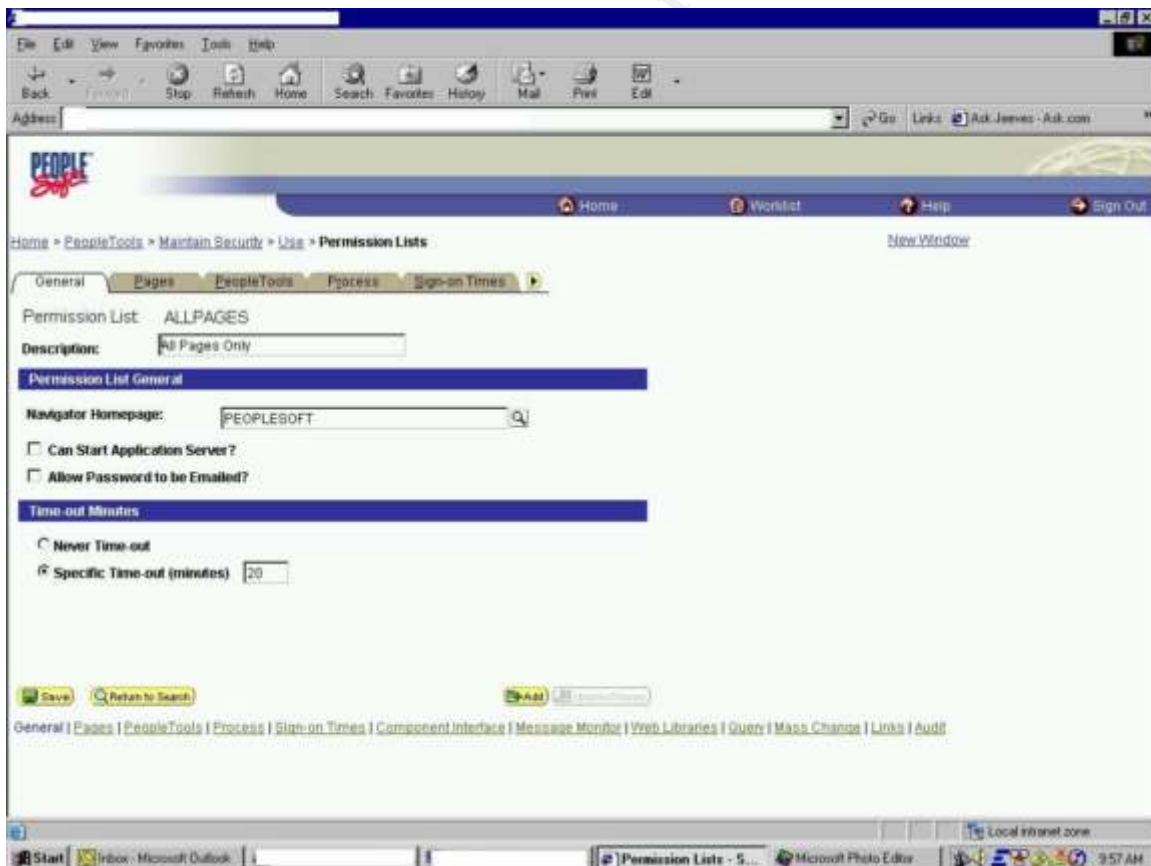 File Edit View Favorites Tools Help
Back Forward Stop Refresh Home Search Favorites History Mail Print Edit
Address Go Links Ask Jeeves - Ask.com
PEOPLE
Soft
Home Worklist Help Sign Out
Home > PeopleTools > Maintain Security > Use > Permission Lists New Window
General Pages PeopleTools Process Sign-on Times
Permission List: ALLPAGES
Description: All Pages Only
Permission List General
Navigator Homepage: PEOPLESOFT
Can Start Application Server?
Allow Password to be Emailed?
Time-out Minutes
Never Time-out
Specific Time-out (minutes) 20
Save Return to Search Add
General | Pages | PeopleTools | Process | Sign-on Times | Component Interface | Message Monitor | Web Libraries | Query | Mass Change | Links | Audit
Local intranet zone
Start Inbox - Microsoft Outlook Permission Lists - S... Microsoft Photo Editor 9:57 AM